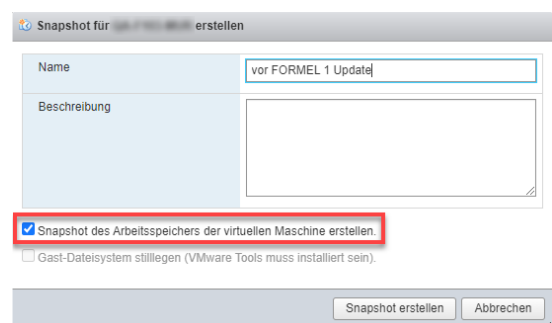 Snapshot für erstellen
Name
vor FORMEL 1 Update
Beschreibung
Snapshot des Arbeitsspeichers der virtuellen Maschine erstellen.
Gast-Dateisystem stilllegen (VMware Tools muss installiert sein).
Snapshot erstellen
Abbrechen